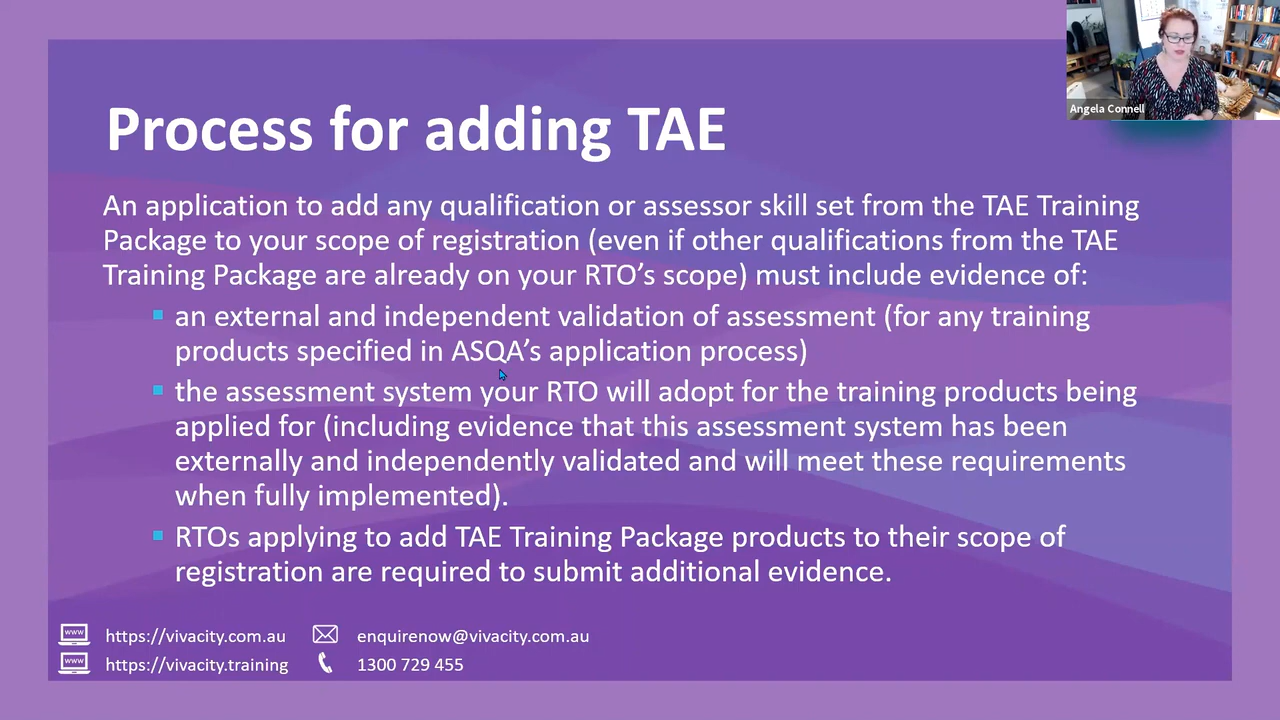 Angela Connell
Process for adding TAE
An application to add any qualification or assessor skill set from the TAE Training
Package to your scope of registration (even if other qualifications from the TAE
Training Package are already on your RTO’s scope) must include evidence of:
an external and independent validation of assessment (for any training
products specified in ASQA’s application process)
the assessment system your RTO will adopt for the training products being
applied for (including evidence that this assessment system has been
externally and independently validated and will meet these requirements
when fully implemented).
RTOs applying to add TAE Training Package products to their scope of
registration are required to submit additional evidence.
www https://vivacity.com.au enquirenow@vivacity.com.au
www https://vivacity.training 1300 729 455